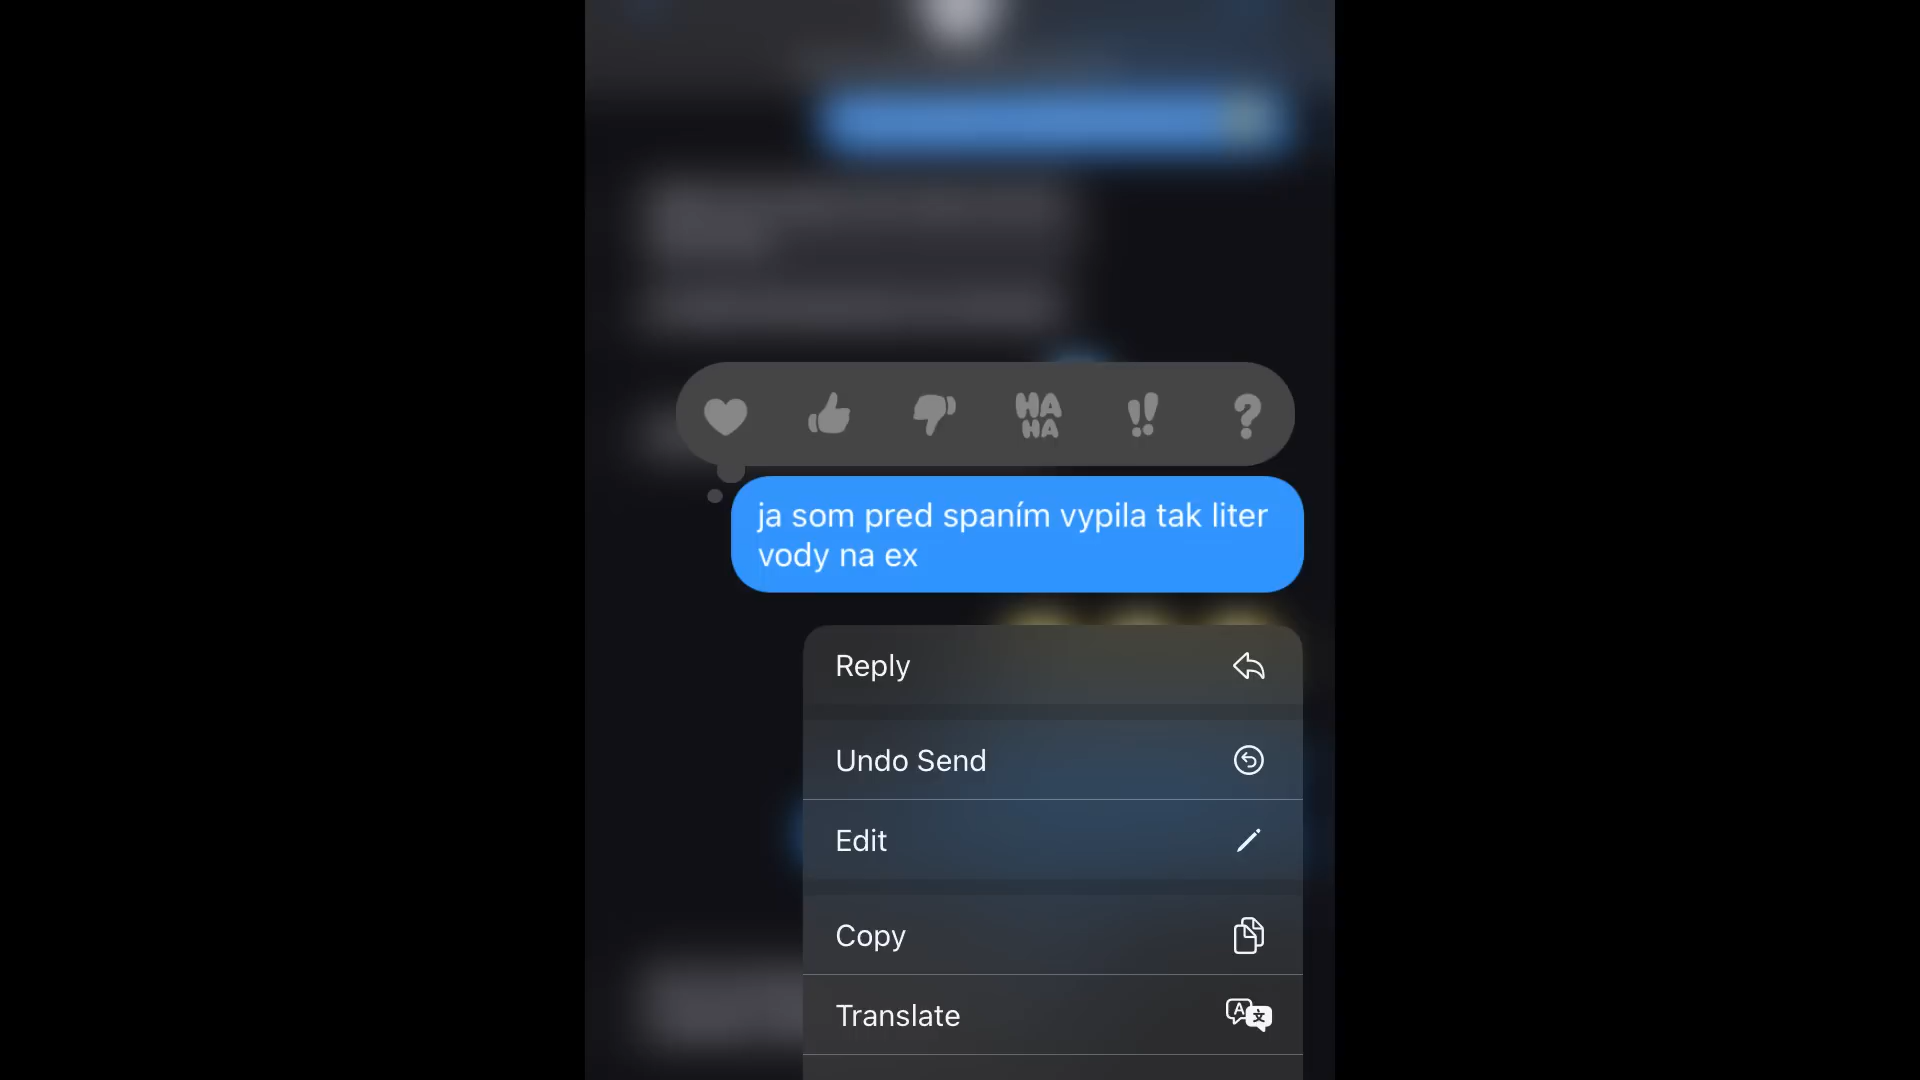 HA
HA
!!
?
ja som pred spaním vypila tak liter
vody na ex
Reply
Undo Send
Edit
Copy
Translate